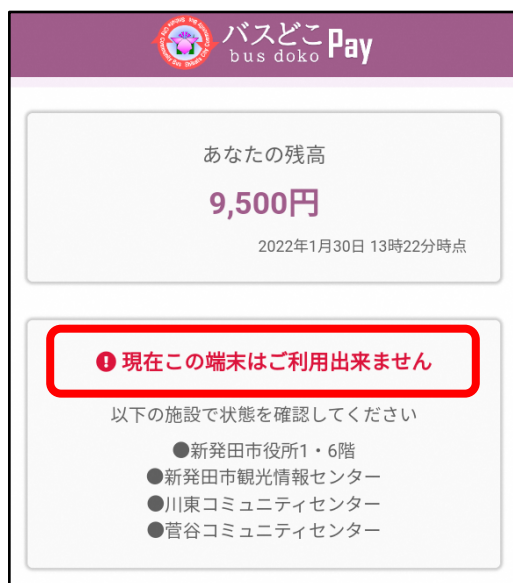 バスどこ Pay
bus doko
あなたの残高
9,500円
2022年1月30日 13時22分時点
現在この端末はご利用出来ません
以下の施設で状態を確認してください
●新発田市役所1・6階
●新発田市観光情報センター
●川東コミュニティセンター
●菅谷コミュニティセンター